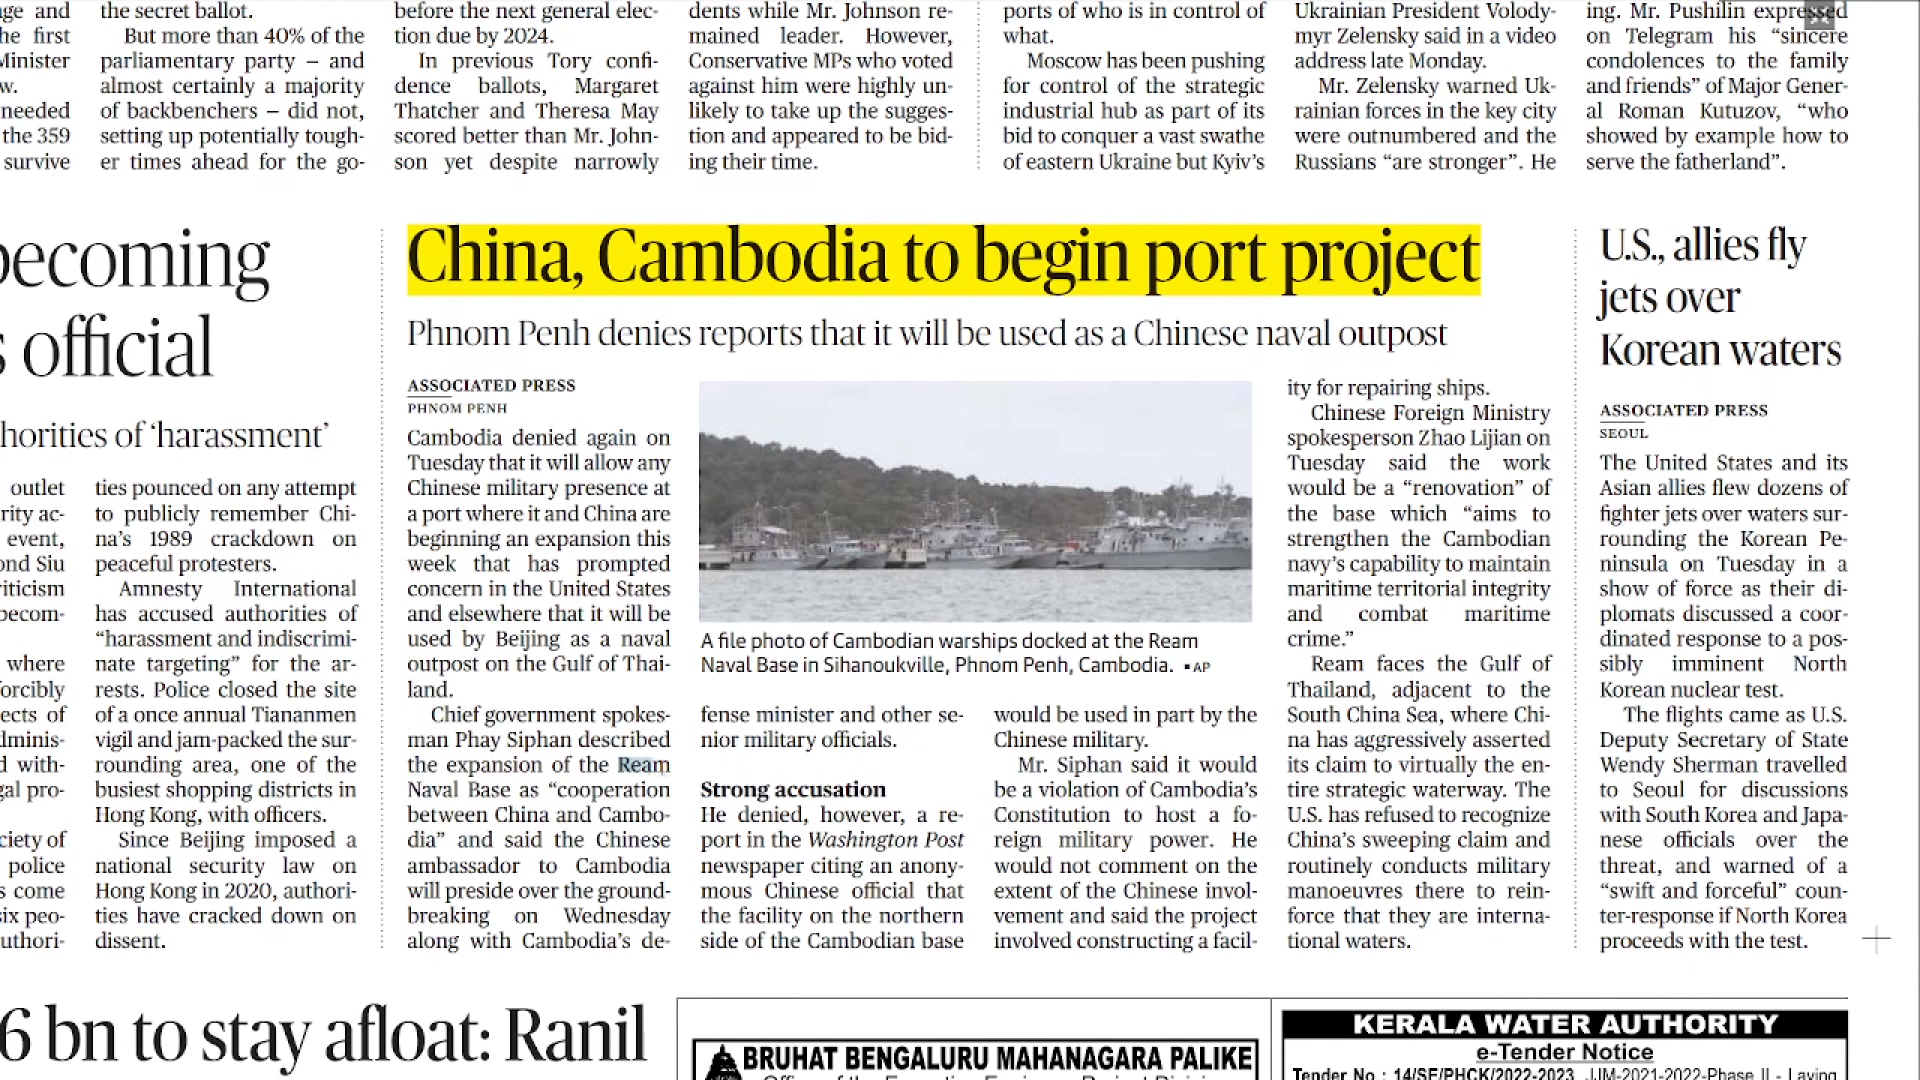 the secret ballot.
But more than 40% of the
parliamentary party – and
almost certainly a majority
of backbenchers – did not,
setting up potentially tough-
er times ahead for the go-
ge and
he first
Minister
w.
needed
the 359
survive
before the next general elec-
tion due by 2024.
In previous Tory confi-
dence ballots, Margaret
Thatcher and Theresa May
scored better than Mr. John-
son yet despite narrowly
dents while Mr. Johnson re-
mained leader. However,
Conservative MPs who voted
against him were highly un-
likely to take up the sugges-
tion and appeared to be bid-
ing their time.
ports of who is in control of
what.
Moscow has been pushing
for control of the strategic
industrial hub as part of its
bid to conquer a vast swathe
of eastern Ukraine but Kyiv’s
Ukrainian President Volody-
myr Zelensky said in a video
address late Monday.
Mr. Zelensky warned Uk-
rainian forces in the key city
were outnumbered and the
Russians “are stronger”. He
ing. Mr. Pushilin expressed
on Telegram his “sincere
condolences to the family
and friends” of Major Gener-
al Roman Kutuzov, “who
showed by example how to
serve the fatherland”.
becoming
s official
horities of ‘harassment’
outlet
rity ac-
event,
ond Siu
riticism
becom-
where
forcibly
ects of
dminis-
d with-
gal pro-
ciety of
police
s come
six peo-
uthori-
ties pounced on any attempt
to publicly remember Chi-
na’s 1989 crackdown on
peaceful protesters.
Amnesty International
has accused authorities of
“harassment and indiscrimi-
nate targeting” for the ar-
rests. Police closed the site
of a once annual Tiananmen
vigil and jam-packed the sur-
rounding area, one of the
busiest shopping districts in
Hong Kong, with officers.
Since Beijing imposed a
national security law on
Hong Kong in 2020, authori-
ties have cracked down on
dissent.
China, Cambodia to begin port project
Phnom Penh denies reports that it will be used as a Chinese naval outpost
ASSOCIATED PRESS
PHNOM PENH
Cambodia denied again on
Tuesday that it will allow any
Chinese military presence at
a port where it and China are
beginning an expansion this
week that has prompted
concern in the United States
and elsewhere that it will be
used by Beijing as a naval
outpost on the Gulf of Thai-
land.
Chief government spokes-
man Phay Siphan described
the expansion of the Ream
Naval Base as “cooperation
between China and Cambo-
dia” and said the Chinese
ambassador to Cambodia
will preside over the ground-
breaking on Wednesday
along with Cambodia’s de-
A file photo of Cambodian warships docked at the Ream
Naval Base in Sihanoukville, Phnom Penh, Cambodia. ▪ AP
fense minister and other se-
nior military officials.
Strong accusation
He denied, however, a re-
port in the Washington Post
newspaper citing an anony-
mous Chinese official that
the facility on the northern
side of the Cambodian base
would be used in part by the
Chinese military.
Mr. Siphan said it would
be a violation of Cambodia’s
Constitution to host a fo-
reign military power. He
would not comment on the
extent of the Chinese invol-
vement and said the project
involved constructing a facil-
ity for repairing ships.
Chinese Foreign Ministry
spokesperson Zhao Lijian on
Tuesday said the work
would be a “renovation” of
the base which “aims to
strengthen the Cambodian
navy’s capability to maintain
maritime territorial integrity
and combat maritime
crime.”
Ream faces the Gulf of
Thailand, adjacent to the
South China Sea, where Chi-
na has aggressively asserted
its claim to virtually the en-
tire strategic waterway. The
U.S. has refused to recognize
China’s sweeping claim and
routinely conducts military
manoeuvres there to rein-
force that they are interna-
tional waters.
U.S., allies fly
jets over
Korean waters
ASSOCIATED PRESS
SEOUL
The United States and its
Asian allies flew dozens of
fighter jets over waters sur-
rounding the Korean Pe-
ninsula on Tuesday in a
show of force as their di-
plomats discussed a coor-
dinated response to a pos-
sibly imminent North
Korean nuclear test.
The flights came as U.S.
Deputy Secretary of State
Wendy Sherman travelled
to Seoul for discussions
with South Korea and Japa-
nese officials over the
threat, and warned of a
“swift and forceful” coun-
ter-response if North Korea
proceeds with the test.
6 bn to stay afloat: Ranil
BRUHAT BENGALURU MAHANAGARA PALIKE
KERALA WATER AUTHORITY
e-Tender Notice
Tender No : 14/SE/PHCK/2022-2023 JJM-2021-2022-Phase II - Laying